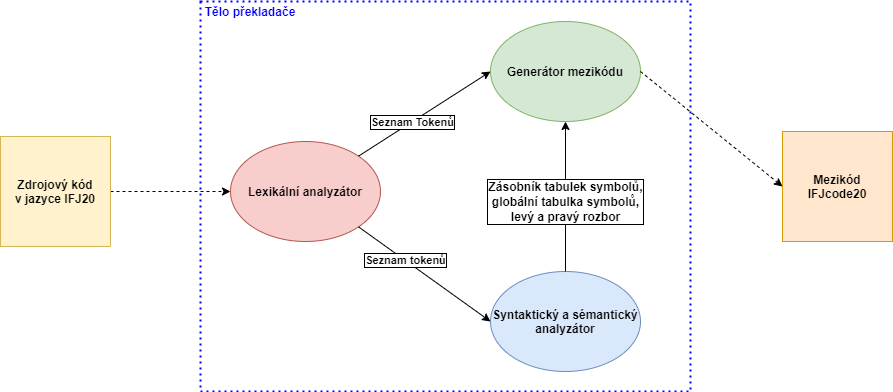 Tělo překladače
Generátor mezikódu
Seznam Tokenů
Zdrojový kód
v jazyce IFJ20
Lexikální analyzátor
Zásobník tabulek symbolů,
globální tabulka symbolů,
levý a pravý rozbor
Mezikód
IFJcode20
Seznam tokenů
Syntaktický a sémantický
analyzátor